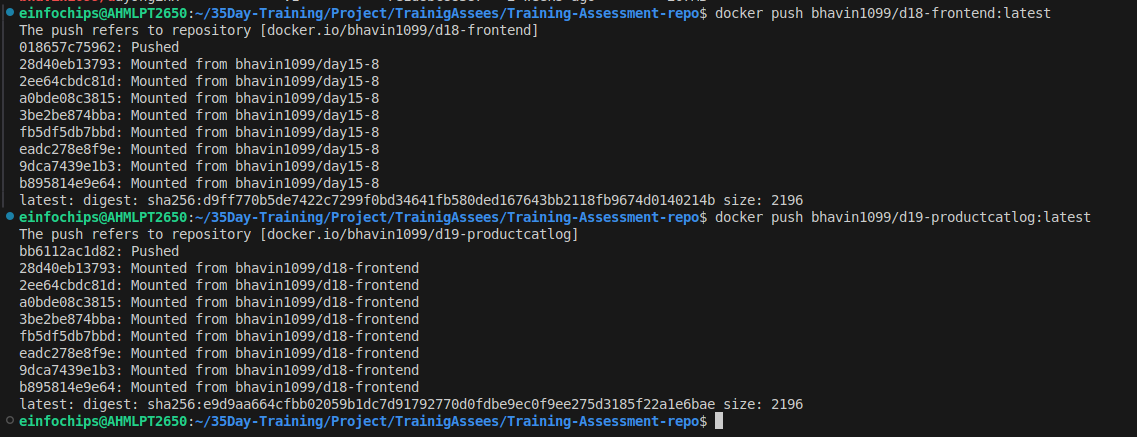 einfochips@AHMLPT2650:~/35Day-Training/Project/TrainigAssees/Training-Assessment-repo$ docker push bhavin1099/d18-frontend:latest
The push refers to repository [docker.io/bhavin1099/d18-frontend]
018657c75962: Pushed
28d40eb13793: Mounted from bhavin1099/day15-8
2ee64cbdc81d: Mounted from bhavin1099/day15-8
a0bde08c3815: Mounted from bhavin1099/day15-8
3be2be874bba: Mounted from bhavin1099/day15-8
fb5df5db7bbd: Mounted from bhavin1099/day15-8
eadc278e8f9e: Mounted from bhavin1099/day15-8
9dca7439e1b3: Mounted from bhavin1099/day15-8
b895814e9e64: Mounted from bhavin1099/day15-8
latest: digest: sha256:d9ff770b5de7422c7299f0bd34641fb580ded167643bb2118fb9674d0140214b size: 2196
einfochips@AHMLPT2650:~/35Day-Training/Project/TrainigAssees/Training-Assessment-repo$ docker push bhavin1099/d19-productcatlog:latest
The push refers to repository [docker.io/bhavin1099/d19-productcatlog]
bb6112ac1d82: Pushed
28d40eb13793: Mounted from bhavin1099/d18-frontend
2ee64cbdc81d: Mounted from bhavin1099/d18-frontend
a0bde08c3815: Mounted from bhavin1099/d18-frontend
3be2be874bba: Mounted from bhavin1099/d18-frontend
fb5df5db7bbd: Mounted from bhavin1099/d18-frontend
eadc278e8f9e: Mounted from bhavin1099/d18-frontend
9dca7439e1b3: Mounted from bhavin1099/d18-frontend
b895814e9e64: Mounted from bhavin1099/d18-frontend
latest: digest: sha256:e9d9aa664cfbb02059b1dc7d91792770d0fdbe9ec0f9ee275d3185f22a1e6bae size: 2196
einfochips@AHMLPT2650:~/35Day-Training/Project/TrainigAssees/Training-Assessment-repo$